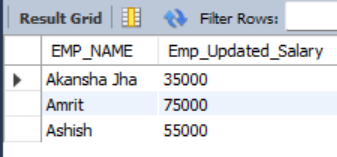 Result Grid Filter Rows:
EMP_NAME Emp_Updated_Salary
Akansha Jha 35000
Amrit 75000
Ashish 55000